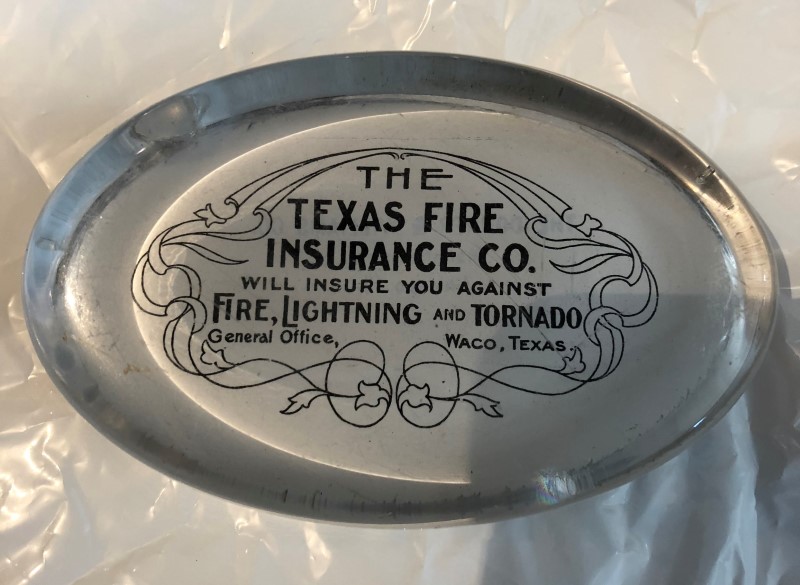 THE
TEXAS FIRE
INSURANCE CO.
WILL INSURE YOU AGAINST
FIRE, LIGHTNING AND TORNADO
General Office, WACO, TEXAS.